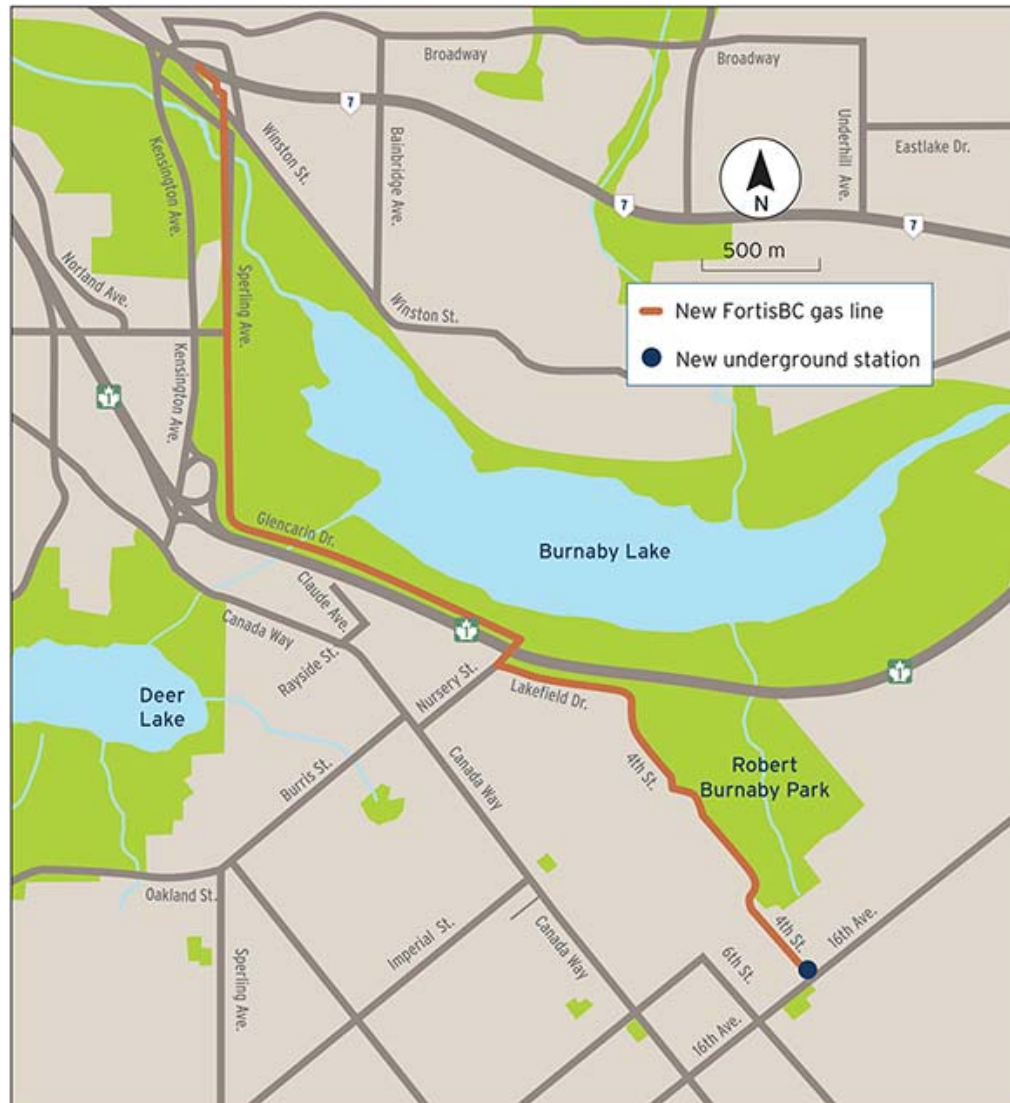 Broadway
Broadway
7
Winston St.
Bainbridge Ave.
Underhill Ave.
Eastlake Dr.
Kensington Ave.
N
7
7
500 m
Norland Ave.
Sperling Ave.
Winston St.
New FortisBC gas line
New underground station
Kensington Ave.
1
Glencarin Dr.
Burnaby Lake
Claude Ave.
Canada Way
1
Rayside St.
Nursery St.
Lakefield Dr.
1
Deer
Lake
Burris St.
Canada Way
4th St.
Robert
Burnaby Park
Oakland St.
Imperial St.
Canada Way
4th St.
16th Ave.
6th St.
Sperling Ave.
16th Ave.